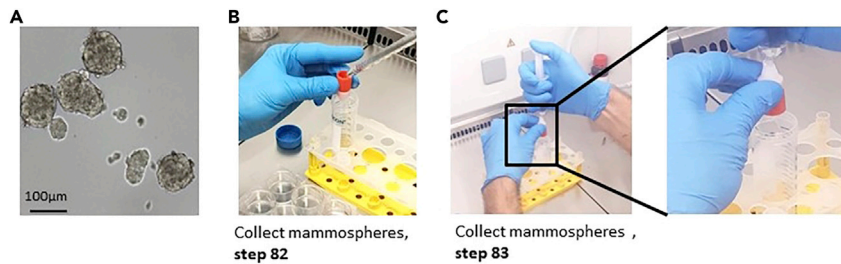 A
B
C
100µm
Collect mammospheres,
step 82
Collect mammospheres ,
step 83